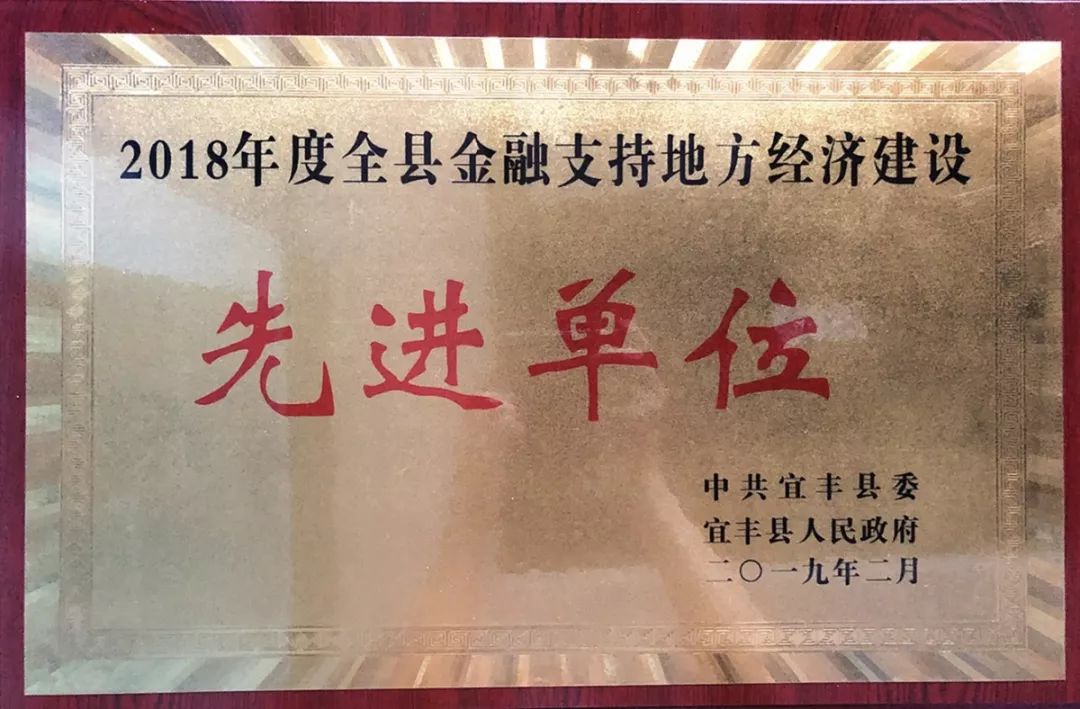 2018年度全县金融支持地方经济建设
先进单位
中共宜丰县委
宜丰县人民政府
二〇一九年二月